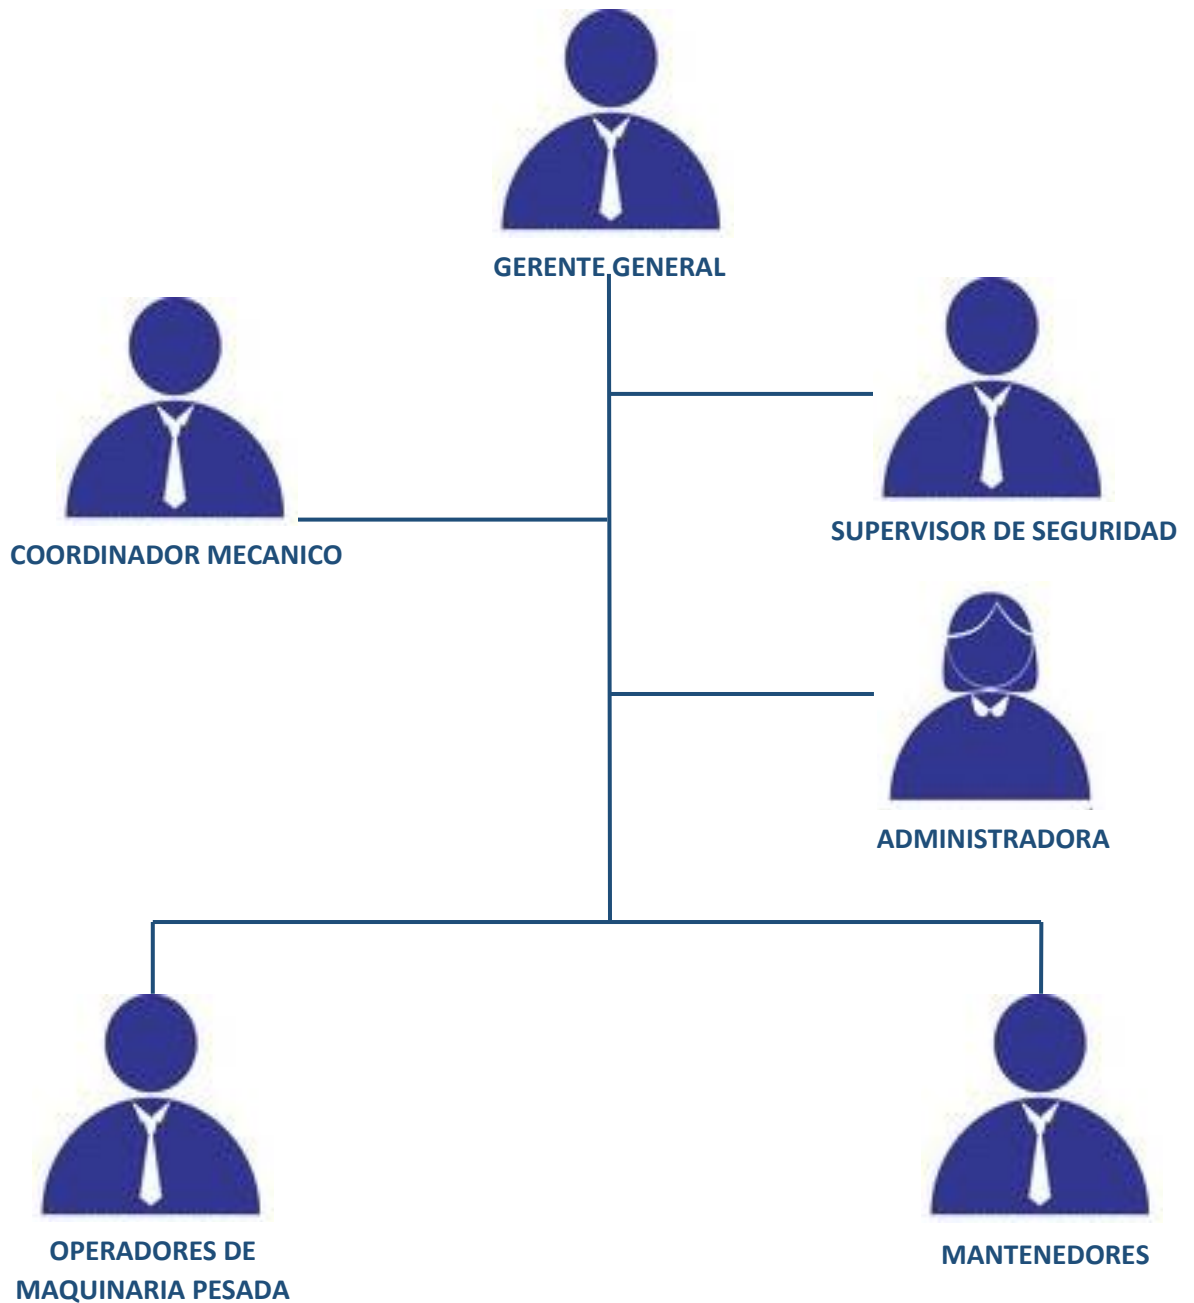 GERENTE GENERAL
SUPERVISOR DE SEGURIDAD
COORDINADOR MECANICO
ADMINISTRADORA
OPERADORES DE
MAQUINARIA PESADA
MANTENEDORES